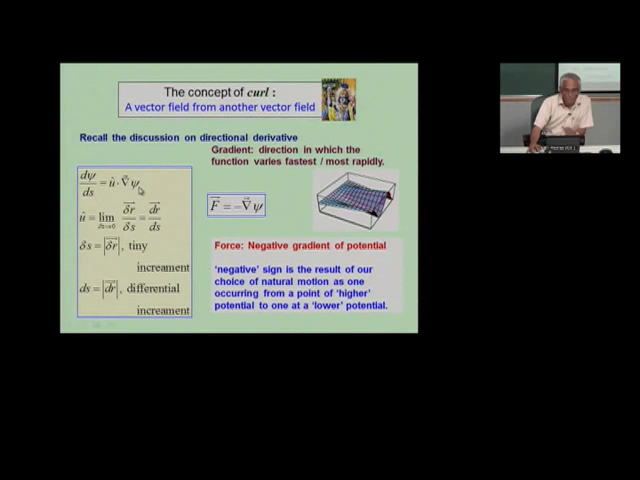 The concept of curl :
A vector field from another vector field
Recall the discussion on directional derivative
Gradient: direction in which the
function varies fastest / most rapidly.
dψ/ds = û · ∇⃗ψ
û = lim δs→0 δr⃗/δs = dr⃗/ds
δs = |δr⃗|, tiny
increament
ds = |dr⃗|, differential
increament
F⃗ = −∇⃗ψ
Force: Negative gradient of potential
‘negative’ sign is the result of our
choice of natural motion as one
occurring from a point of ‘higher’
potential to one at a ‘lower’ potential.